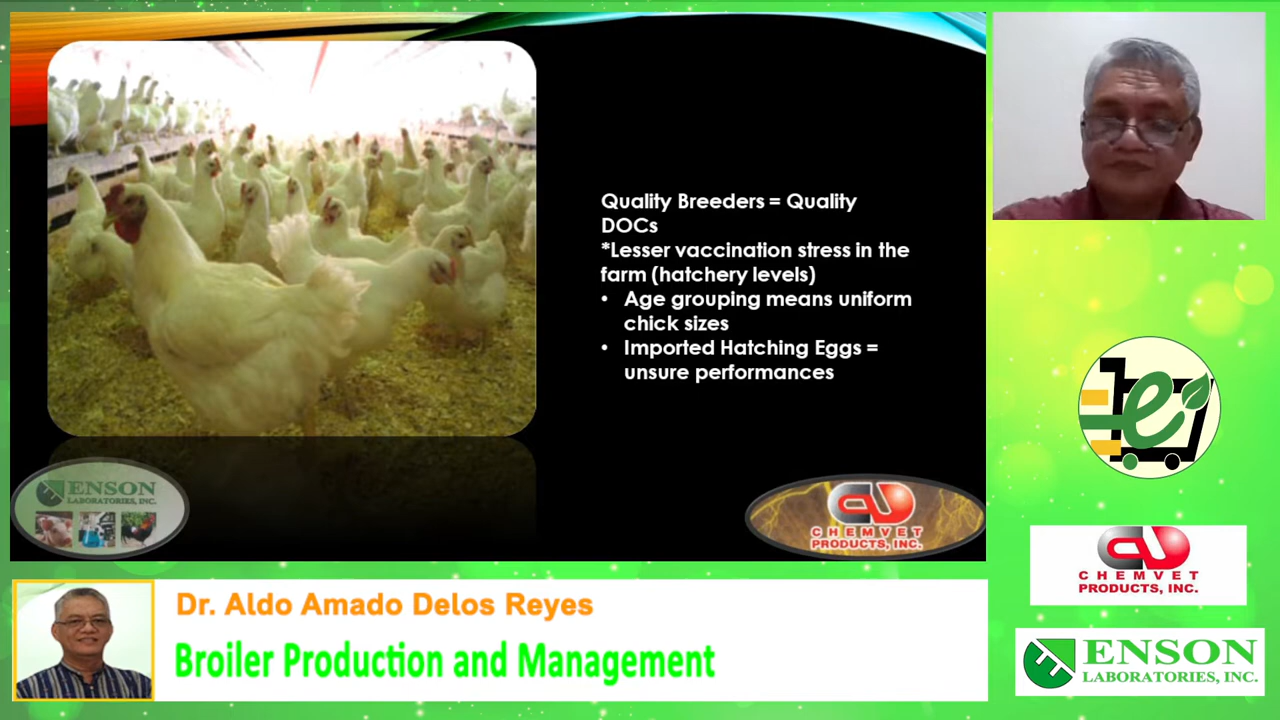 Quality Breeders = Quality
DOCs
*Lesser vaccination stress in the
farm (hatchery levels)
• Age grouping means uniform
chick sizes
• Imported Hatching Eggs =
unsure performances
ENSON
LABORATORIES, INC.
CHEMVET
PRODUCTS, INC.
Dr. Aldo Amado Delos Reyes
Broiler Production and Management
e
CHEMVET
PRODUCTS, INC.
ENSON
LABORATORIES, INC.